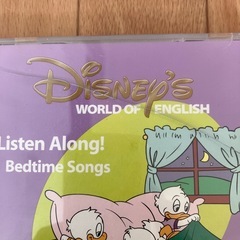 Disney's
WORLD OF ENGLISH
Listen Along!
Bedtime Songs